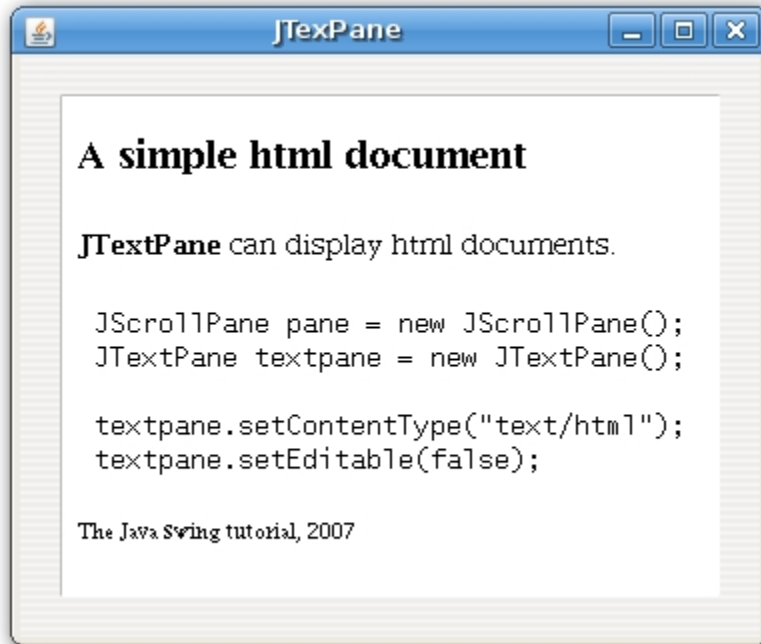 JTexPane
A simple html document
JTextPane can display html documents.
JScrollPane pane = new JScrollPane();
JTextPane textpane = new JTextPane();
textpane.setContentType("text/html");
textpane.setEditable(false);
The Java Swing tutorial, 2007